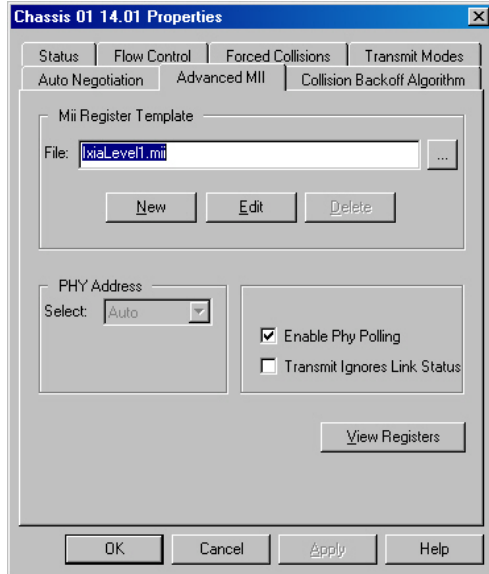 Chassis 01 14.01 Properties
Status Flow Control Forced Collisions Transmit Modes
Auto Negotiation Advanced MII Collision Backoff Algorithm
Mii Register Template
File: IxiaLevel1.mii ...
New Edit Delete
PHY Address
Select: Auto
Enable Phy Polling
Transmit Ignores Link Status
View Registers
OK Cancel Apply Help